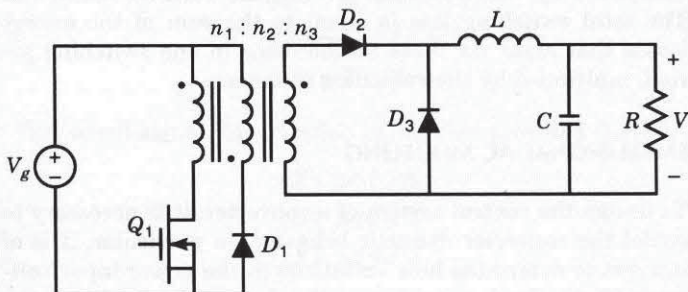 n₁ : n₂ : n₃
D₂
L
+
D₃
C
R
V
V_g
+
−
−
Q₁
D₁